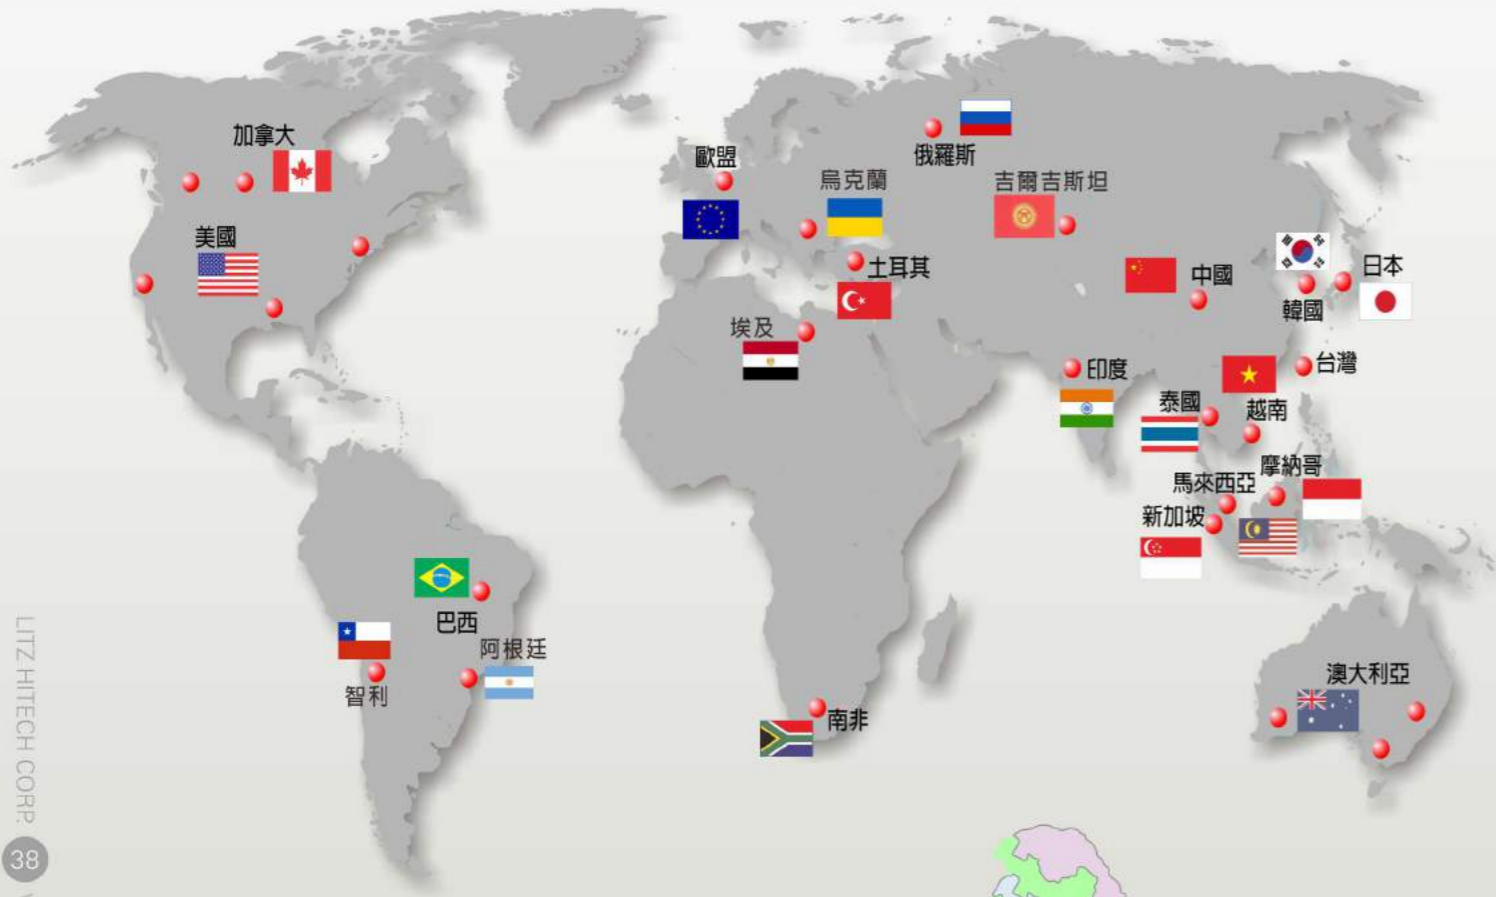 加拿大
美國
歐盟
俄羅斯
烏克蘭
吉爾吉斯坦
土耳其
埃及
中國
韓國
日本
印度
台灣
泰國
越南
摩納哥
馬來西亞
新加坡
巴西
阿根廷
智利
南非
澳大利亞
LITZ HITECH CORP.
38